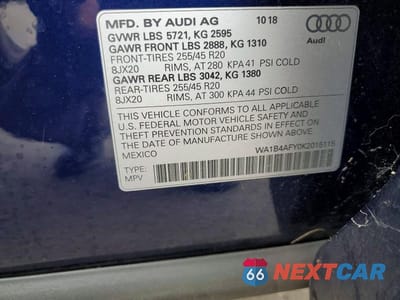 MFD. BY AUDI AG 10 18
GVWR LBS 5721, KG 2595
GAWR FRONT LBS 2888, KG 1310
FRONT-TIRES 255/45 R20
8JX20 RIMS, AT 280 KPA 41 PSI COLD
GAWR REAR LBS 3042, KG 1380
REAR-TIRES 255/45 R20
8JX20 RIMS, AT 300 KPA 44 PSI COLD
Audi
THIS VEHICLE CONFORMS TO ALL APPLICABLE
U.S. FEDERAL MOTOR VEHICLE SAFETY AND
THEFT PREVENTION STANDARDS IN EFFECT ON
THE DATE OF MANUFACTURE SHOWN ABOVE.
MEXICO
WA1B4AFY0K2015115
TYPE:
MPV
66 NEXTCAR